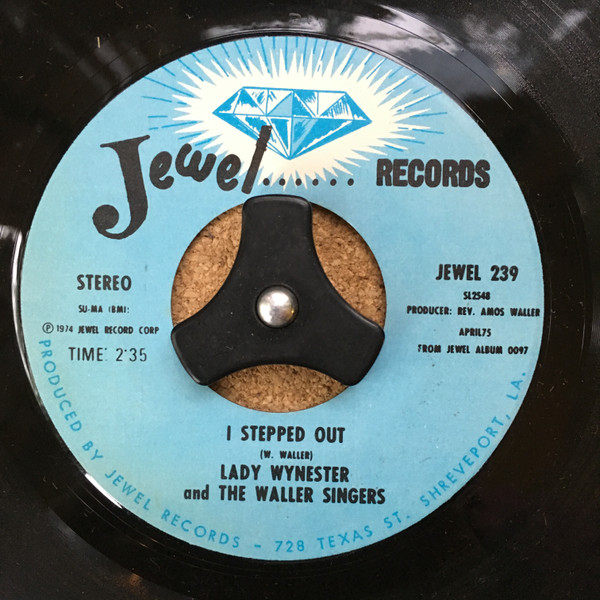 Jewel...... RECORDS
STEREO
SU-MA (BMI)
℗ 1974 JEWEL RECORD CORP
TIME: 2:35
JEWEL 239
SL2548
PRODUCER: REV. AMOS WALLER
APRIL75
FROM JEWEL ALBUM 0097
I STEPPED OUT
(W. WALLER)
LADY WYNESTER
and THE WALLER SINGERS
PRODUCED BY JEWEL RECORDS - 728 TEXAS ST. SHREVEPORT, LA.